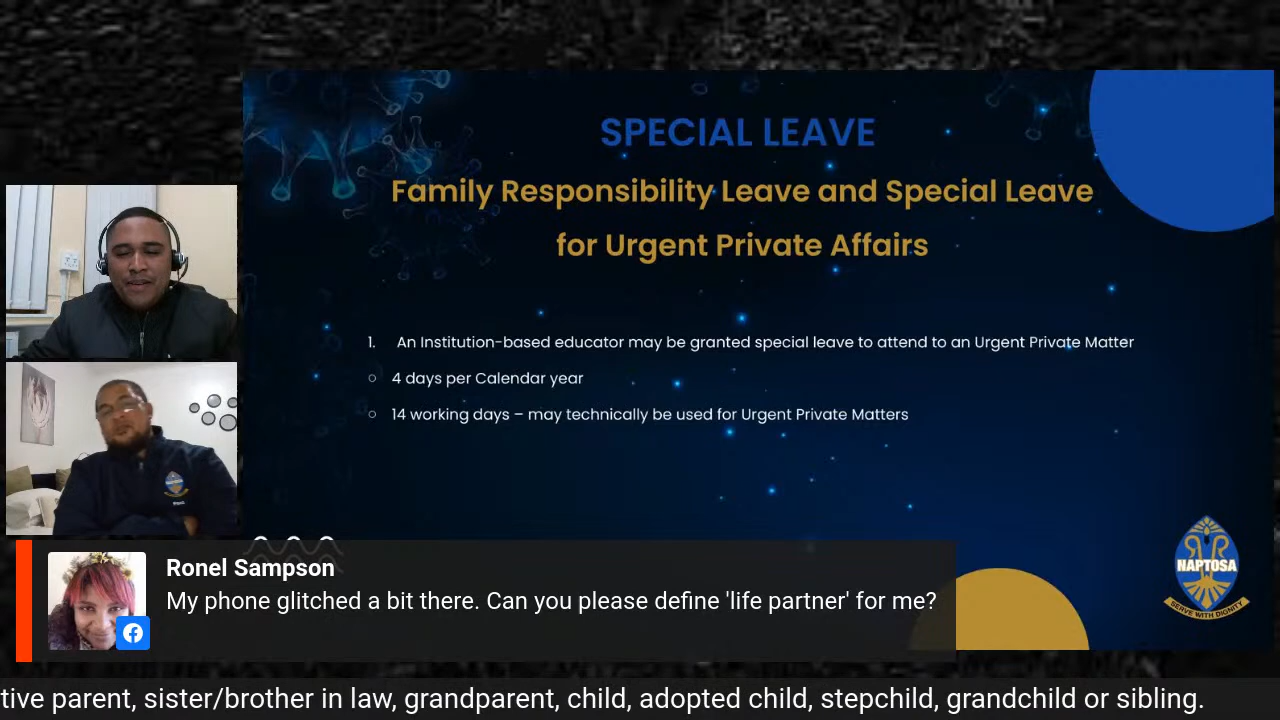 SPECIAL LEAVE
Family Responsibility Leave and Special Leave
for Urgent Private Affairs
1. An Institution-based educator may be granted special leave to attend to an Urgent Private Matter
○ 4 days per Calendar year
○ 14 working days – may technically be used for Urgent Private Matters
NAPTOSA
SERVE WITH DIGNITY
Ronel Sampson
My phone glitched a bit there. Can you please define 'life partner' for me?
tive parent, sister/brother in law, grandparent, child, adopted child, stepchild, grandchild or sibling.